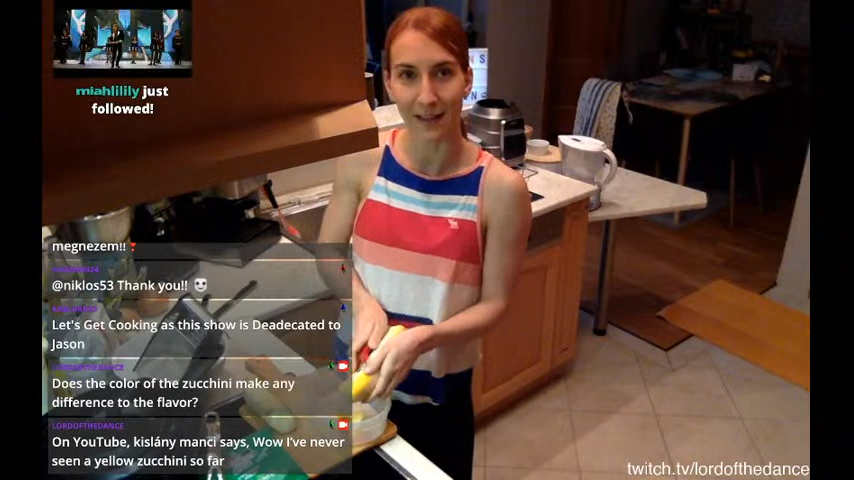 miahlilily just
followed!
megnezem!!
@niklos53 Thank you!!
Let's Get Cooking as this show is Deadecated to
Jason
LORDOFTHEDANCE
Does the color of the zucchini make any
difference to the flavor?
LORDOFTHEDANCE
On YouTube, kislány manci says, Wow I've never
seen a yellow zucchini so far
twitch.tv/lordofthedance